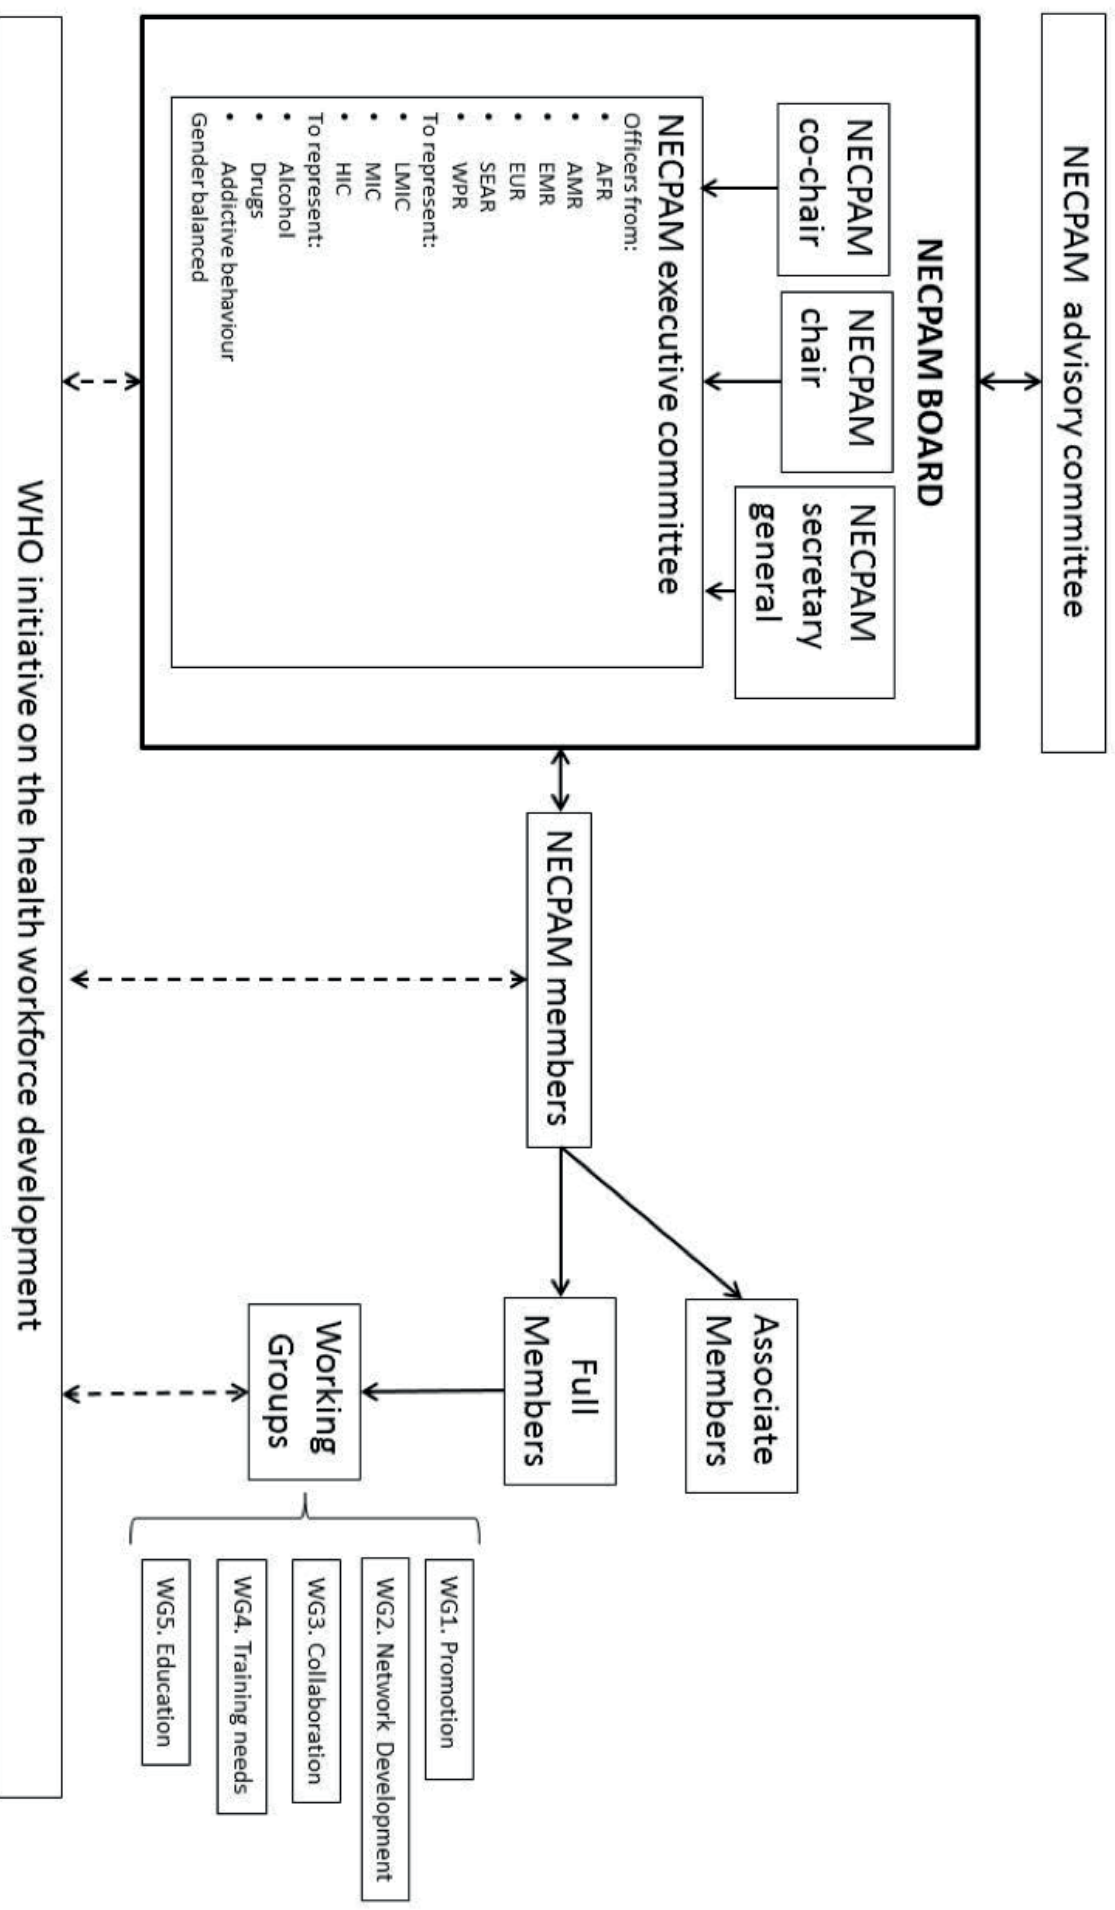 NECPAM advisory committee
NECPAM BOARD
NECPAM
co-chair
NECPAM
chair
NECPAM
secretary
general
NECPAM executive committee
Officers from:
• AFR
• AMR
• EMR
• EUR
• SEAR
• WPR
To represent:
• LMIC
• MIC
• HIC
To represent:
• Alcohol
• Drugs
• Addictive behaviour
Gender balanced
NECPAM members
Associate
Members
Full
Members
Working
Groups
WG1. Promotion
WG2. Network Development
WG3. Collaboration
WG4. Training needs
WG5. Education
WHO initiative on the health workforce development